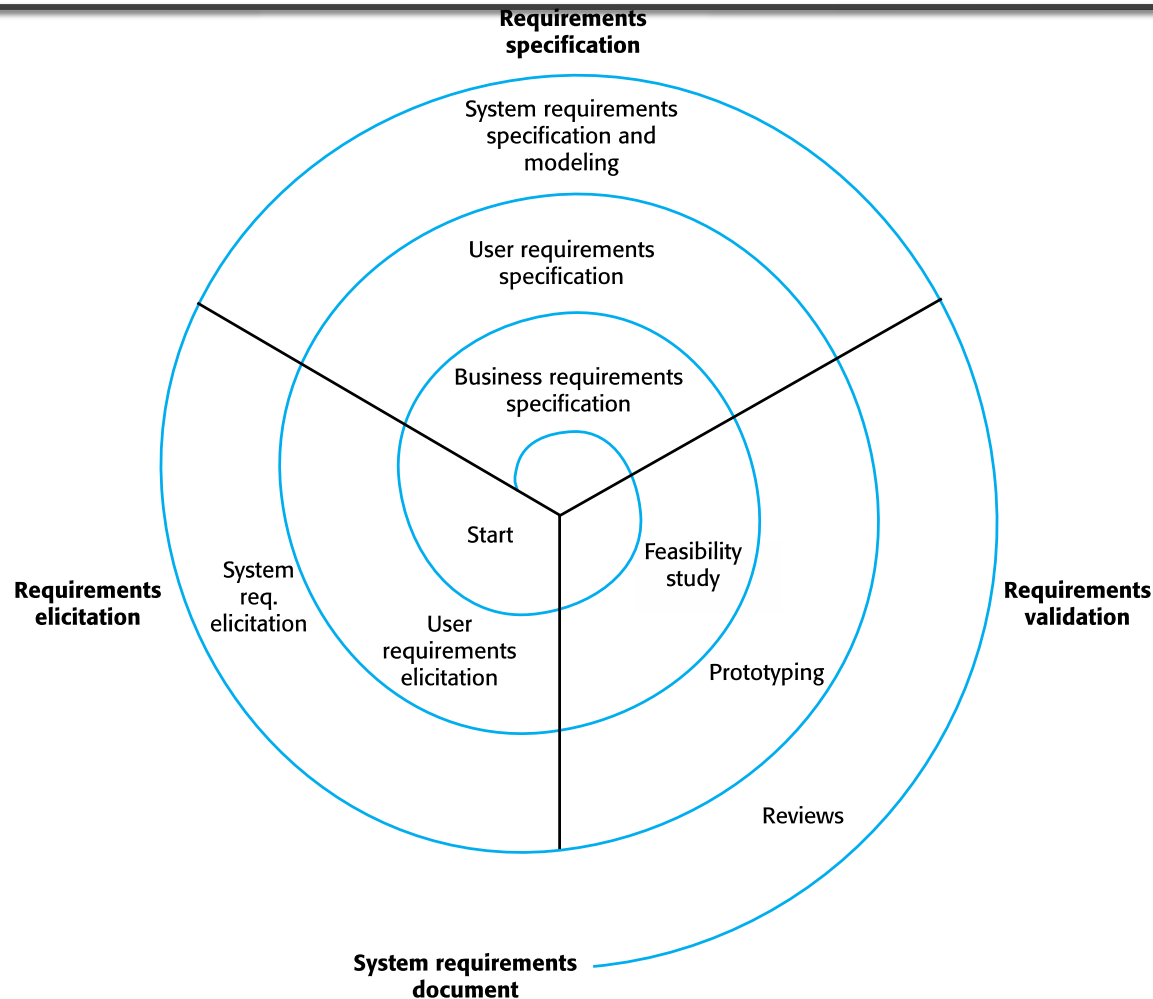 Requirements
specification
System requirements
specification and
modeling
User requirements
specification
Business requirements
specification
Start
Feasibility
study
System
req.
elicitation
Requirements
elicitation
Requirements
validation
User
requirements
elicitation
Prototyping
Reviews
System requirements
document